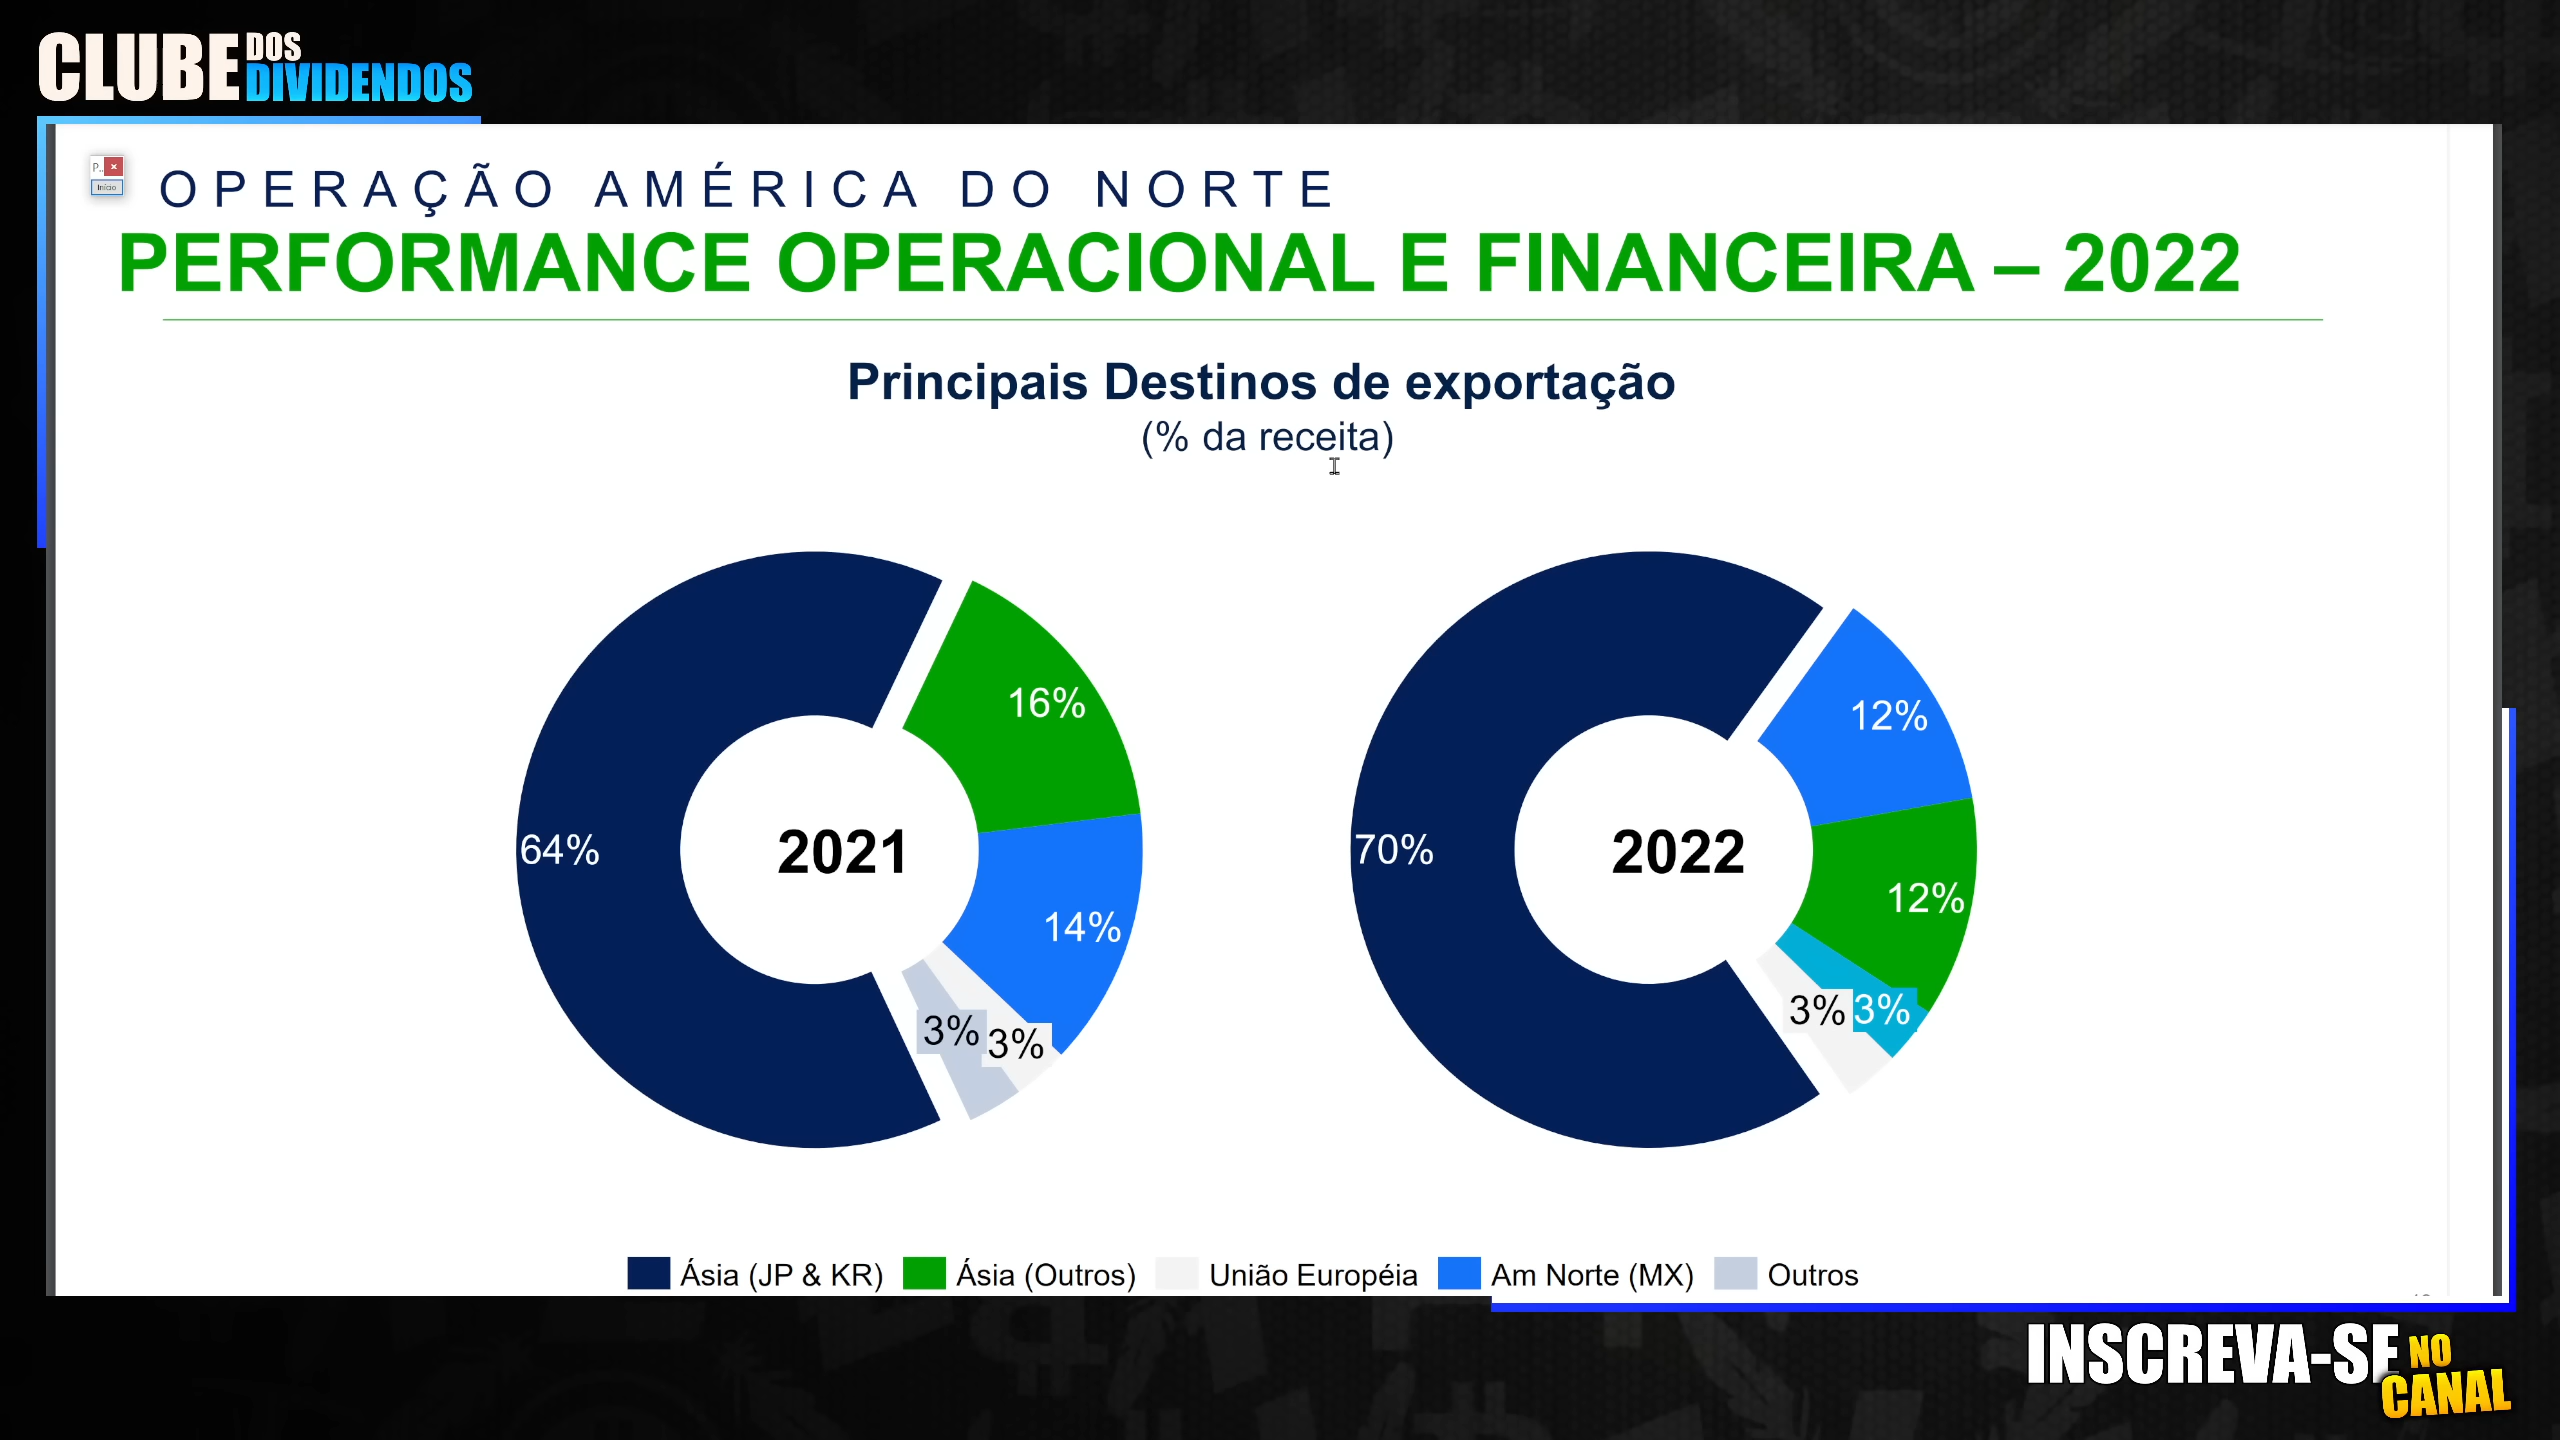 CLUBE DOS
DIVIDENDOS
P..
Início
OPERAÇÃO AMÉRICA DO NORTE
PERFORMANCE OPERACIONAL E FINANCEIRA – 2022
Principais Destinos de exportação
(% da receita)
16%
64%
2021
14%
3%
3%
12%
70%
2022
12%
3%
3%
Ásia (JP & KR)
Ásia (Outros)
União Européia
Am Norte (MX)
Outros
INSCREVA-SE NO
CANAL